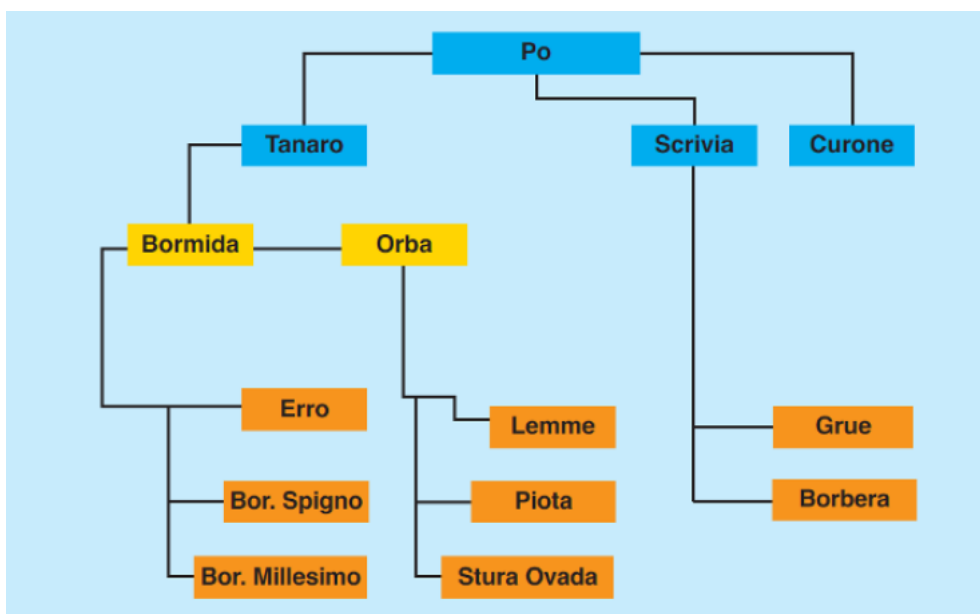 Po
Tanaro
Scrivia
Curone
Bormida
Orba
Erro
Lemme
Grue
Bor. Spigno
Piota
Borbera
Bor. Millesimo
Stura Ovada